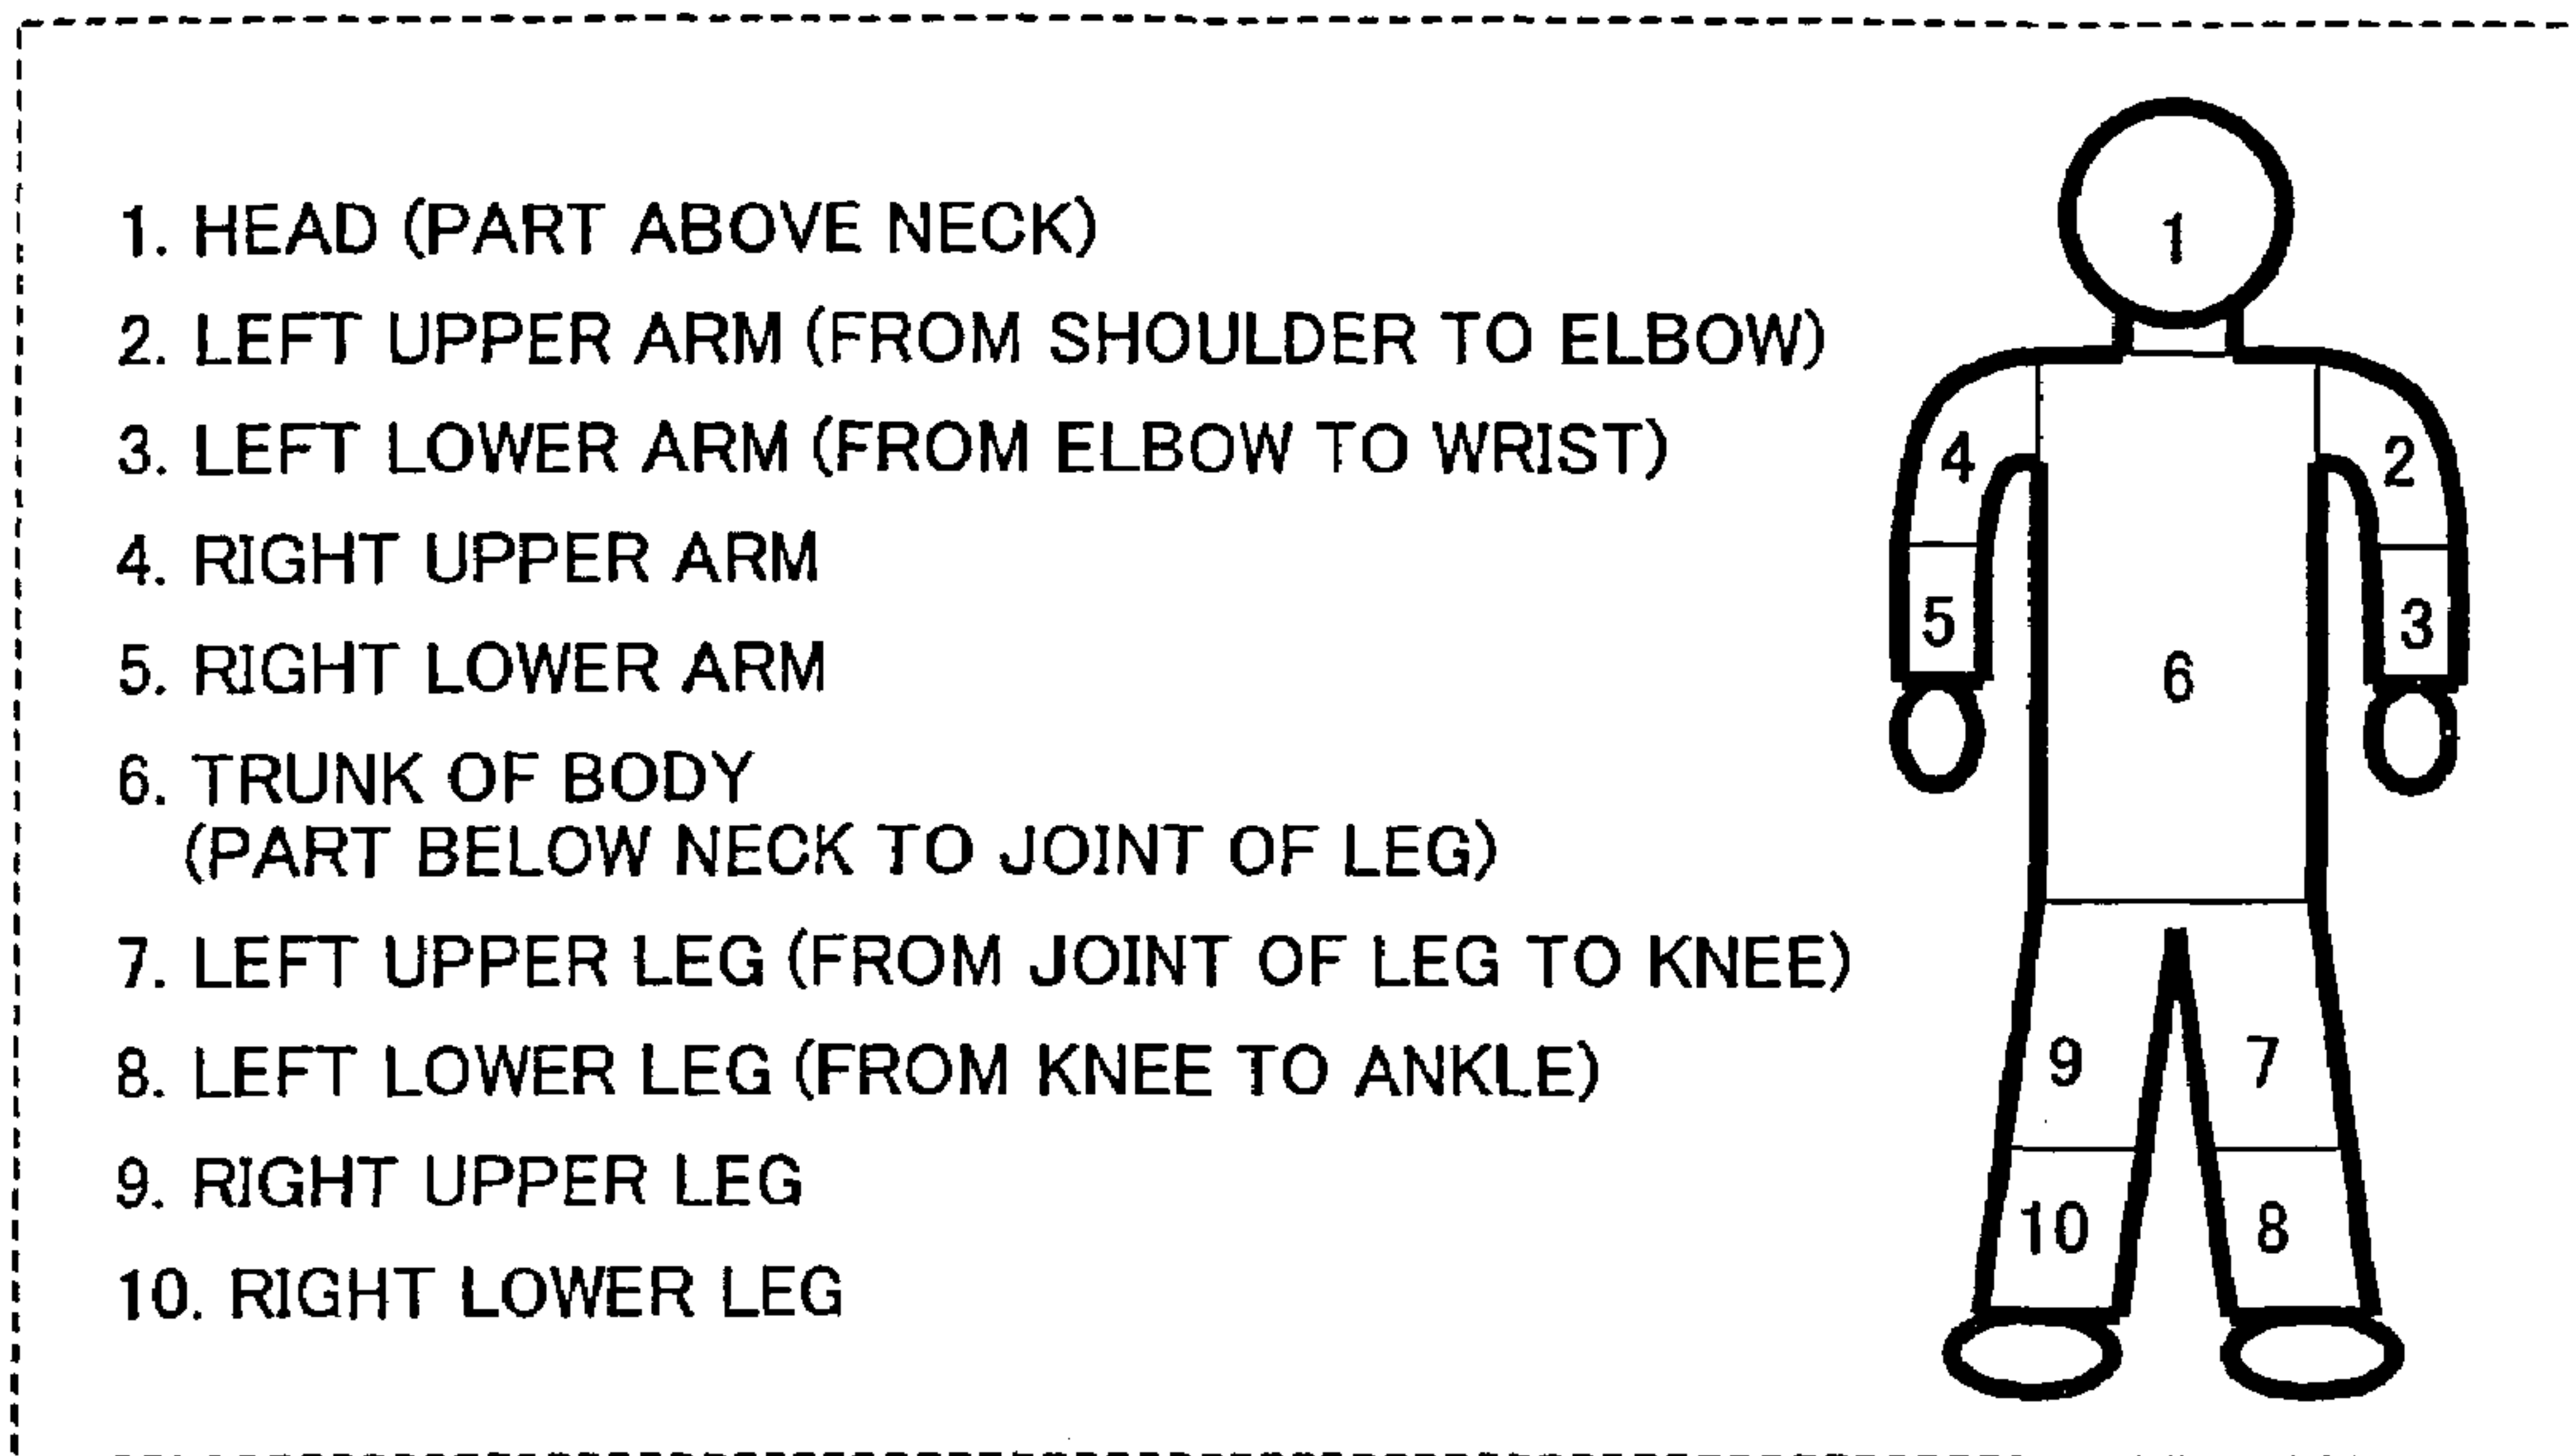 1. HEAD (PART ABOVE NECK)
2. LEFT UPPER ARM (FROM SHOULDER TO ELBOW)
3. LEFT LOWER ARM (FROM ELBOW TO WRIST)
4. RIGHT UPPER ARM
5. RIGHT LOWER ARM
6. TRUNK OF BODY
(PART BELOW NECK TO JOINT OF LEG)
7. LEFT UPPER LEG (FROM JOINT OF LEG TO KNEE)
8. LEFT LOWER LEG (FROM KNEE TO ANKLE)
9. RIGHT UPPER LEG
10. RIGHT LOWER LEG
1
4 2
5 3
6
9 7
10 8